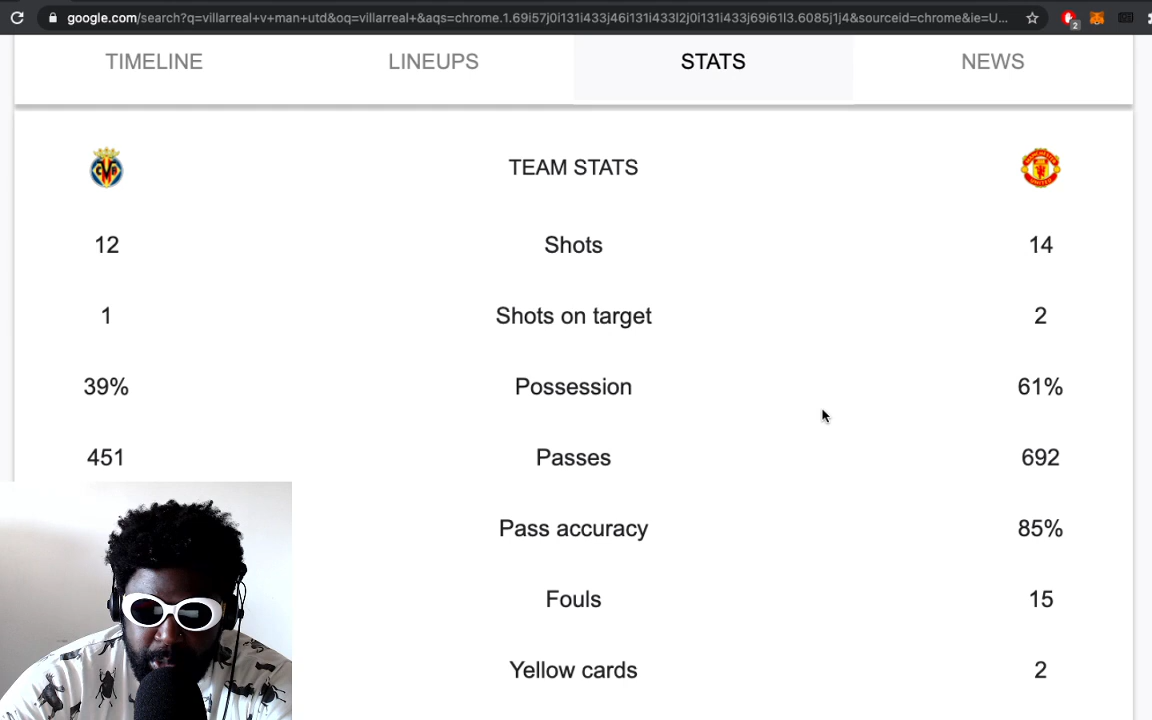 google.com/search?q=villarreal+v+man+utd&oq=villarreal+&aqs=chrome.1.69i57j0i131i433j46i131i433l2j0i131i433j69i61l3.6085j1j4&sourceid=chrome&ie=U...
2
TIMELINE LINEUPS STATS NEWS
TEAM STATS
12 Shots 14
1 Shots on target 2
39% Possession 61%
451 Passes 692
Pass accuracy 85%
Fouls 15
Yellow cards 2